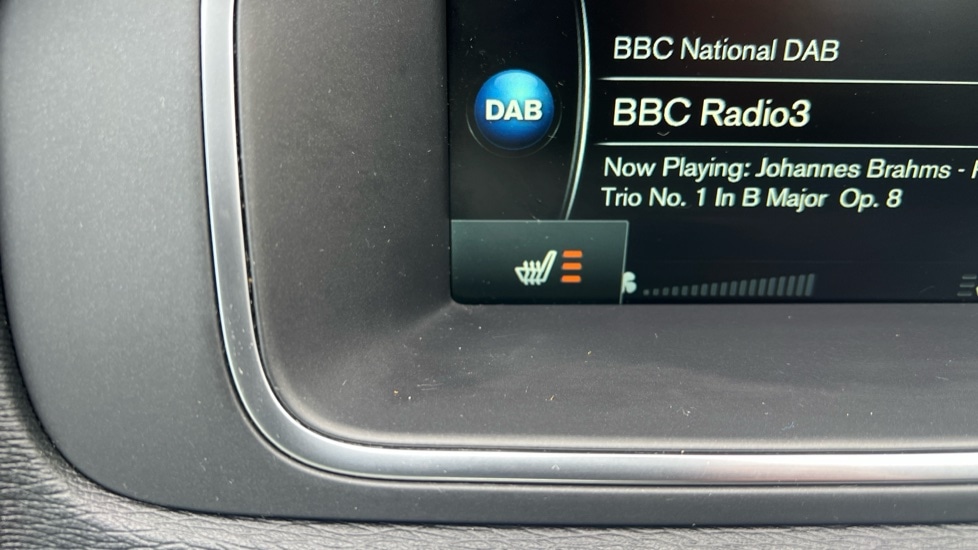 BBC National DAB
DAB
BBC Radio3
Now Playing: Johannes Brahms -
Trio No. 1 In B Major Op. 8